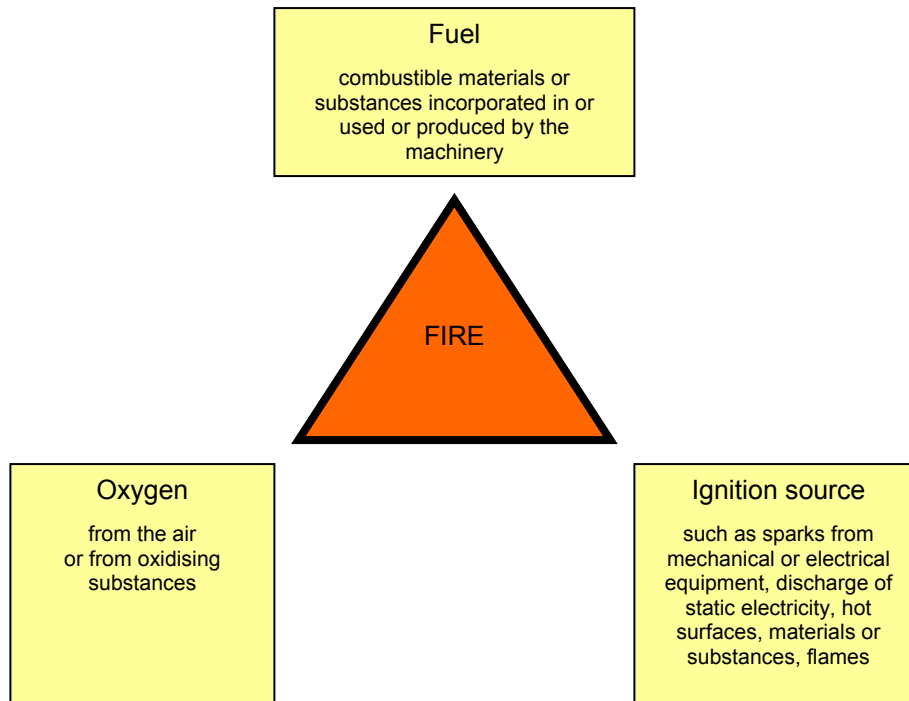 Fuel
combustible materials or
substances incorporated in or
used or produced by the
machinery
FIRE
Oxygen
from the air
or from oxidising
substances
Ignition source
such as sparks from
mechanical or electrical
equipment, discharge of
static electricity, hot
surfaces, materials or
substances, flames